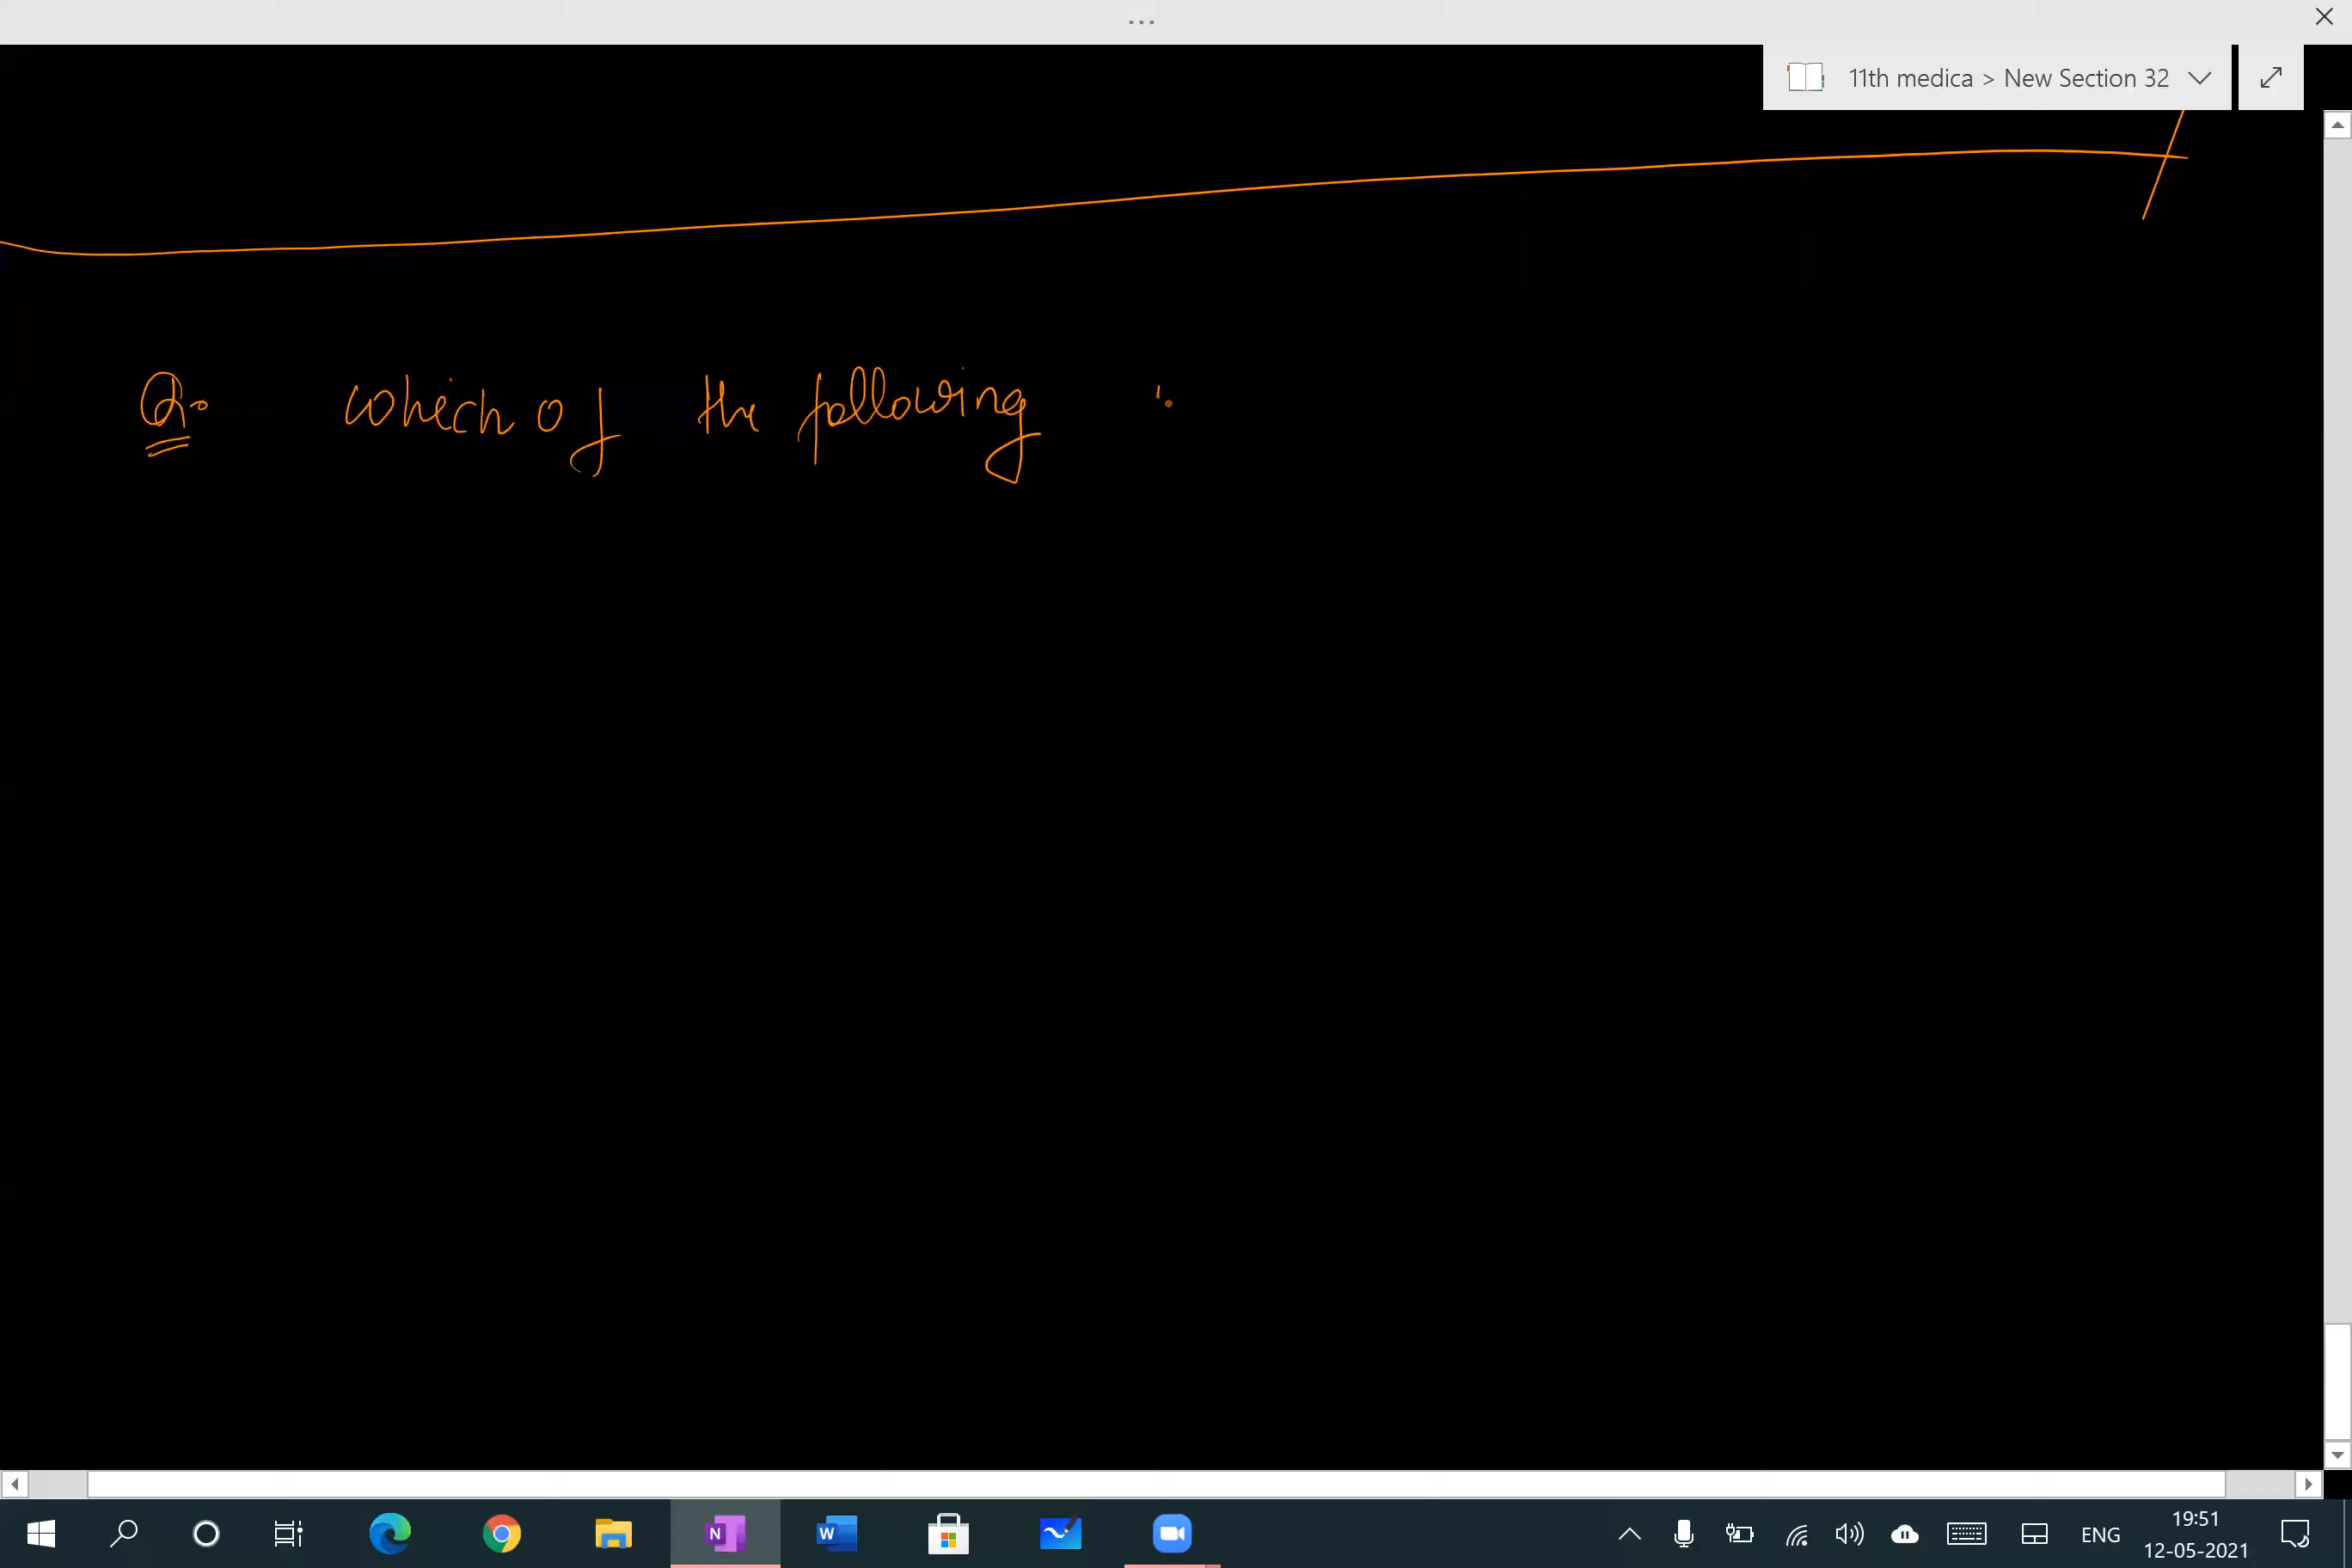 11th medica > New Section 32
Q. which of the following
ENG
19:51
12-05-2021